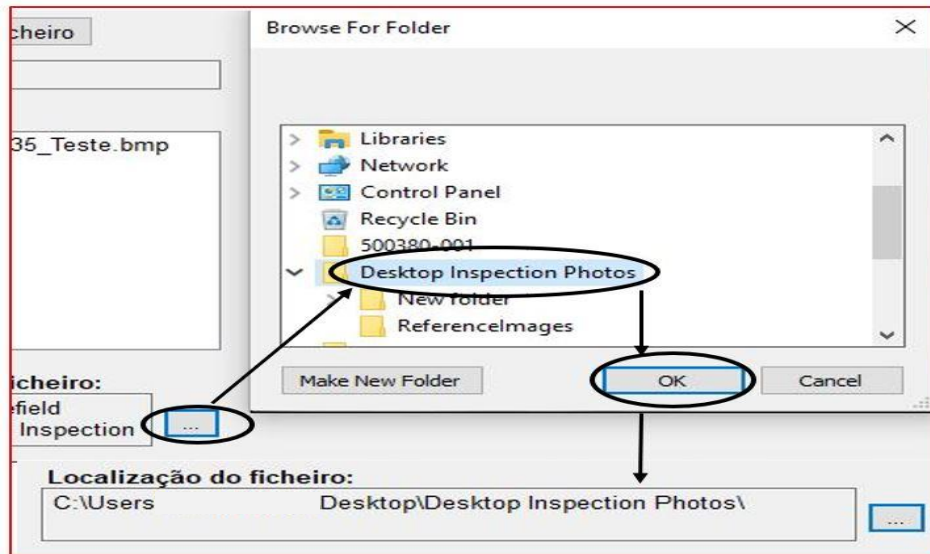 cheiro
35_Teste.bmp
icheiro:
efield
Inspection
...
Browse For Folder
Libraries
Network
Control Panel
Recycle Bin
500380-001
Desktop Inspection Photos
New folder
ReferenceImages
Make New Folder
OK
Cancel
Localização do ficheiro:
C:\Users Desktop\Desktop Inspection Photos\
...